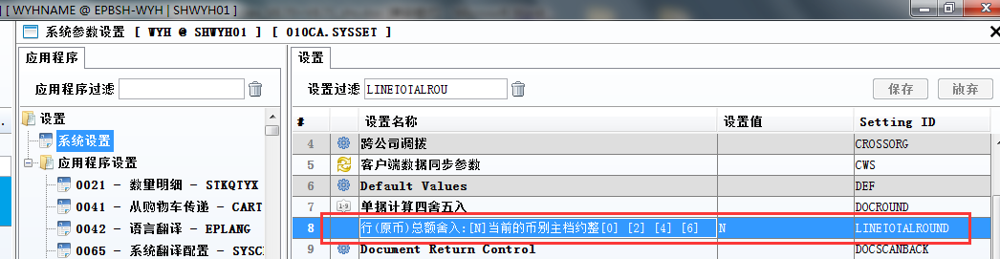 [ WYHNAME @ EPBSH-WYH | SHWYH01 ]
系统参数设置 [ WYH @ SHWYH01 ] [ 010CA.SYSSET ]
应用程序
应用程序过滤
设置
系统设置
应用程序设置
0021 - 数量明细 - STKQTYX
0041 - 从购物车传递 - CART
0042 - 语言翻译 - EPLANG
0065 - 系统翻译配置 - SYSC
设置
设置过滤 LINETOTALROU
保存 放弃
# 设置名称 设置值 Setting ID
4 跨公司调拨 CROSSORG
5 客户端数据同步参数 CWS
6 Default Values DEF
7 单据计算四舍五入 DOCROUND
8 行(原币)总额舍入:[N]当前的币别主档约整[0] [2] [4] [6] N LINETOTALROUND
9 Document Return Control DOCSCANBACK